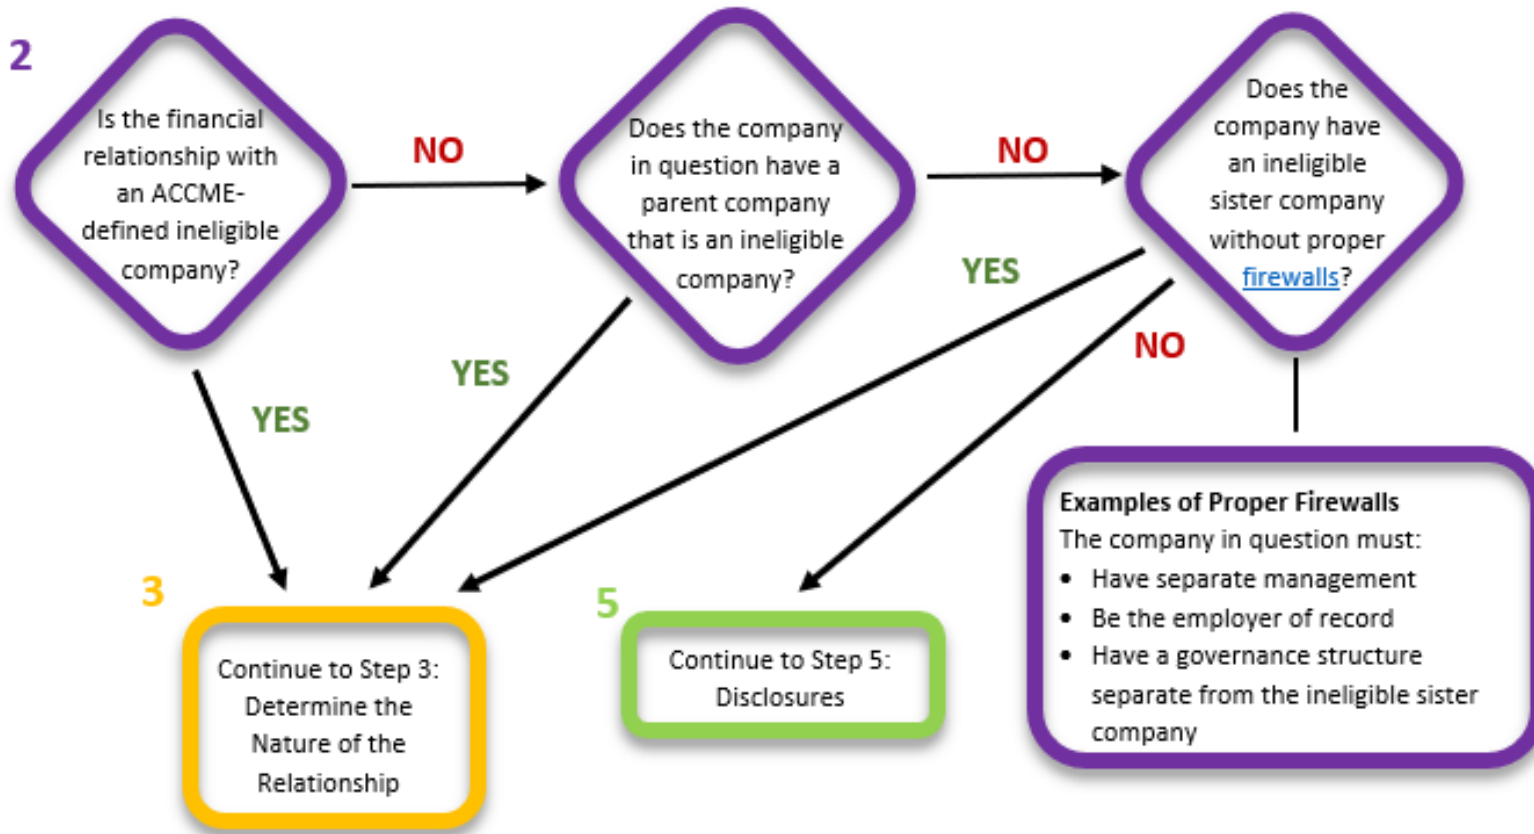 2
Is the financial
relationship with
an ACCME-
defined ineligible
company?
NO
Does the company
in question have a
parent company
that is an ineligible
company?
NO
Does the
company have
an ineligible
sister company
without proper
firewalls?
YES
YES
YES
NO
3
Continue to Step 3:
Determine the
Nature of the
Relationship
5
Continue to Step 5:
Disclosures
Examples of Proper Firewalls
The company in question must:
• Have separate management
• Be the employer of record
• Have a governance structure
separate from the ineligible sister
company